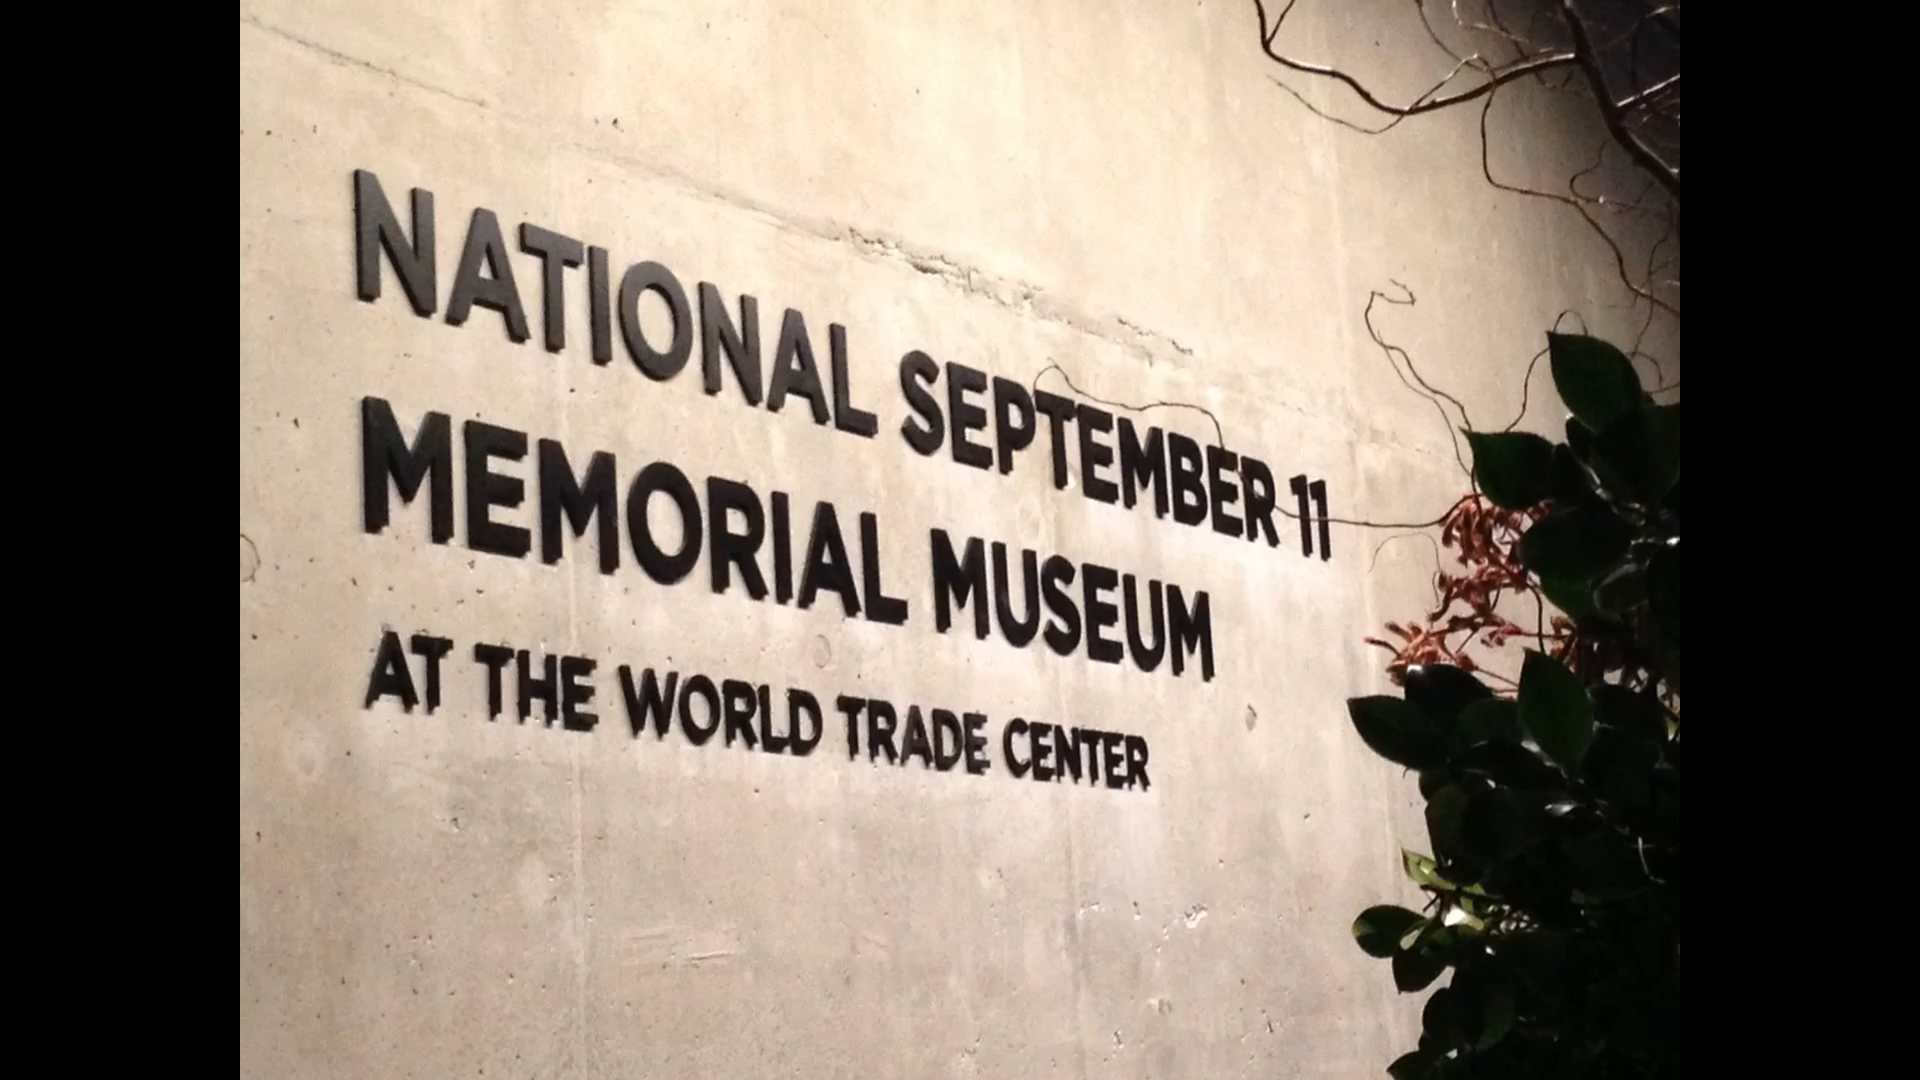 NATIONAL SEPTEMBER 11
MEMORIAL MUSEUM
AT THE WORLD TRADE CENTER